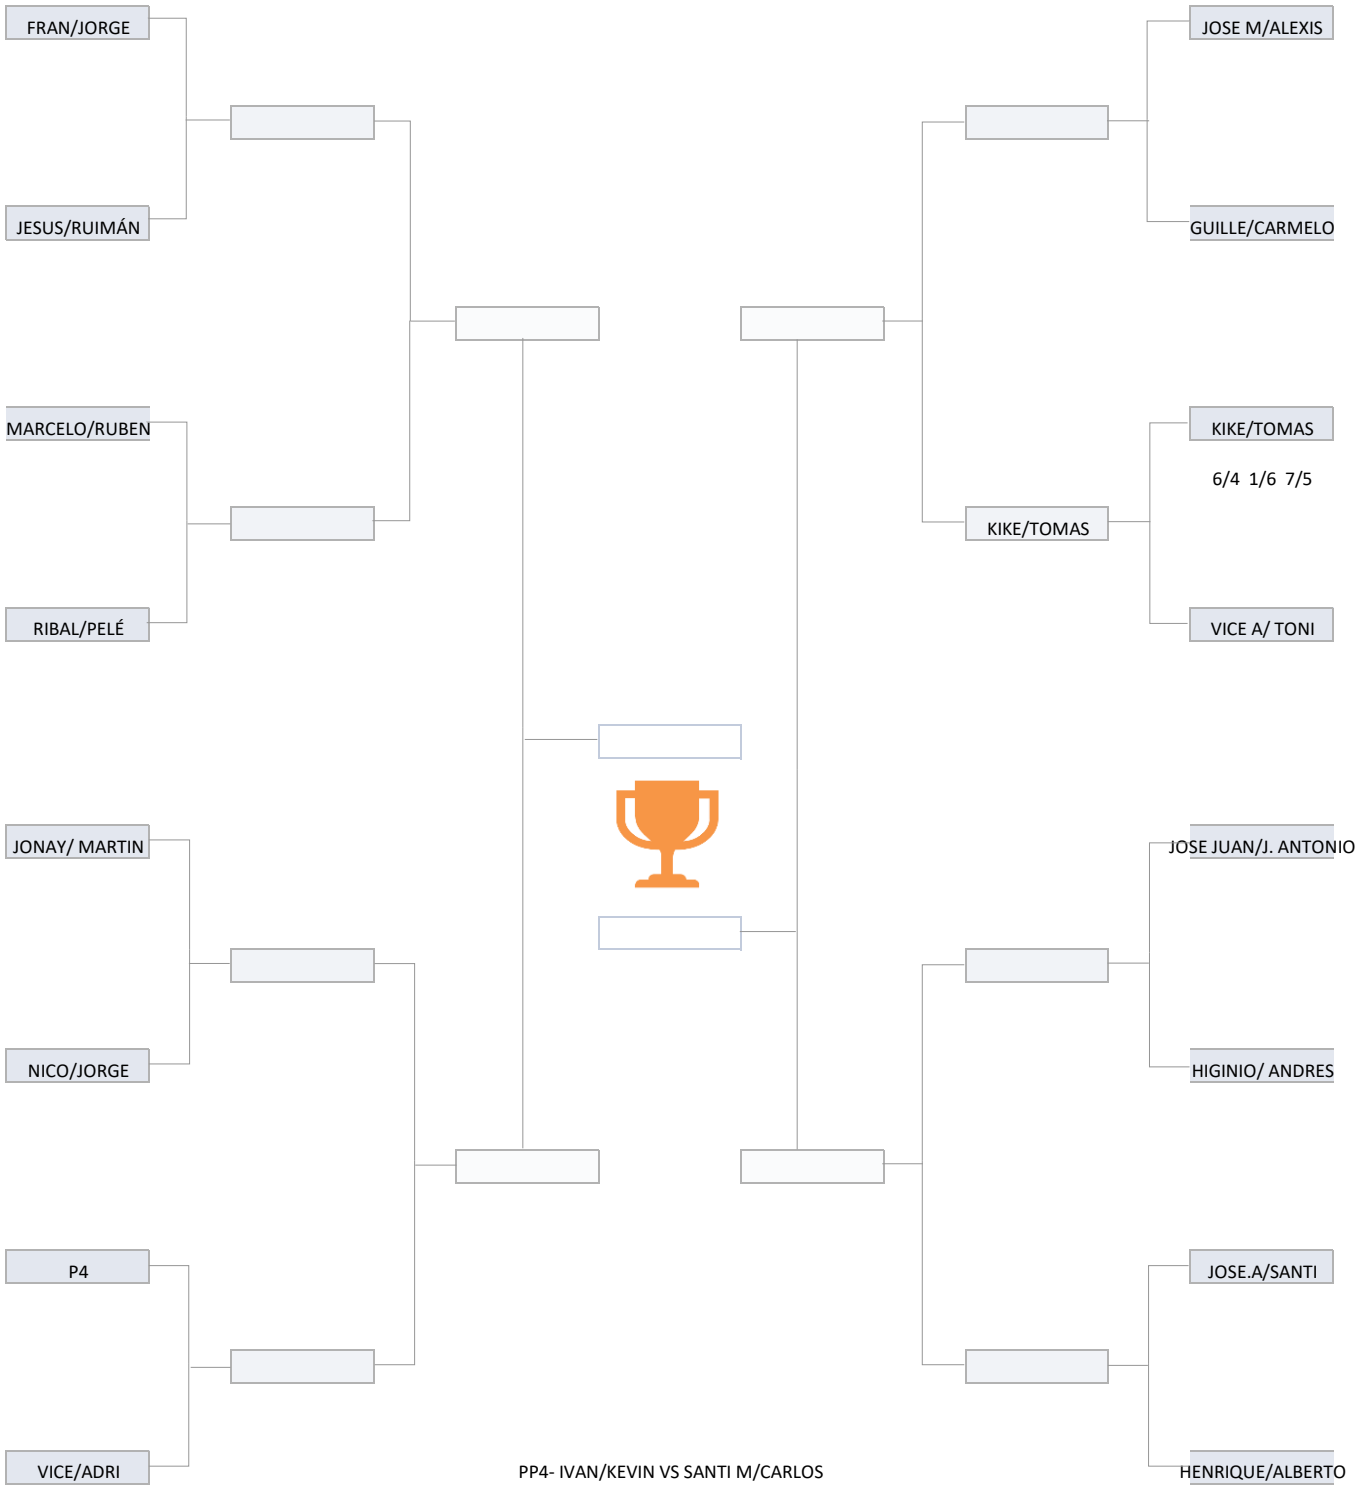 FRAN/JORGE
JOSE M/ALEXIS
JESUS/RUIMÁN
GUILLE/CARMELO
MARCELO/RUBEN
KIKE/TOMAS
6/4 1/6 7/5
KIKE/TOMAS
RIBAL/PELÉ
VICE A/ TONI
JONAY/ MARTIN
JOSE JUAN/J. ANTONIO
NICO/JORGE
HIGINIO/ ANDRES
P4
JOSE.A/SANTI
VICE/ADRI
PP4- IVAN/KEVIN VS SANTI M/CARLOS
HENRIQUE/ALBERTO